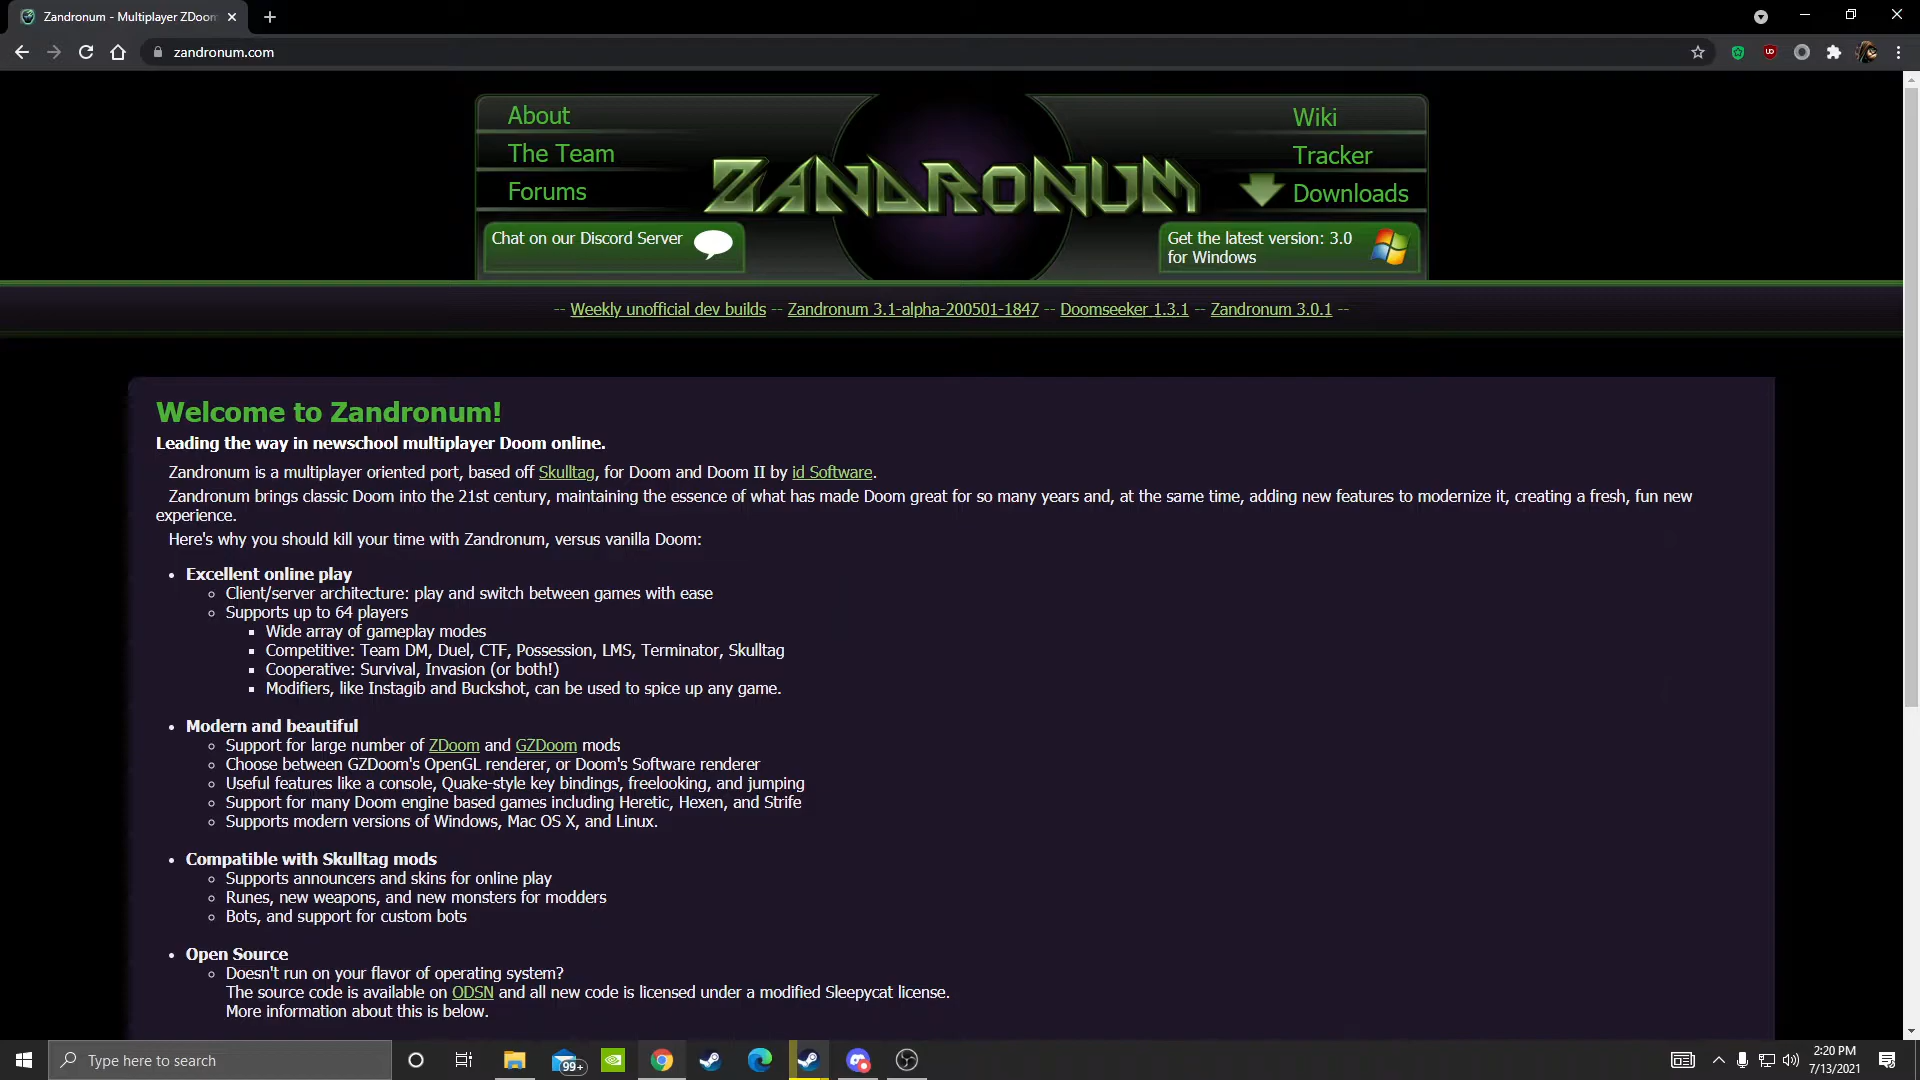 Zandronum - Multiplayer ZDoom
zandronum.com
About
The Team
Forums
ZANDRONUM
Wiki
Tracker
Downloads
Chat on our Discord Server
Get the latest version: 3.0
for Windows
-- Weekly unofficial dev builds -- Zandronum 3.1-alpha-200501-1847 -- Doomseeker 1.3.1 -- Zandronum 3.0.1 --
Welcome to Zandronum!
Leading the way in newschool multiplayer Doom online.
Zandronum is a multiplayer oriented port, based off Skulltag, for Doom and Doom II by id Software.
Zandronum brings classic Doom into the 21st century, maintaining the essence of what has made Doom great for so many years and, at the same time, adding new features to modernize it, creating a fresh, fun new
experience.
Here's why you should kill your time with Zandronum, versus vanilla Doom:
Excellent online play
Client/server architecture: play and switch between games with ease
Supports up to 64 players
Wide array of gameplay modes
Competitive: Team DM, Duel, CTF, Possession, LMS, Terminator, Skulltag
Cooperative: Survival, Invasion (or both!)
Modifiers, like Instagib and Buckshot, can be used to spice up any game.
Modern and beautiful
Support for large number of ZDoom and GZDoom mods
Choose between GZDoom's OpenGL renderer, or Doom's Software renderer
Useful features like a console, Quake-style key bindings, freelooking, and jumping
Support for many Doom engine based games including Heretic, Hexen, and Strife
Supports modern versions of Windows, Mac OS X, and Linux.
Compatible with Skulltag mods
Supports announcers and skins for online play
Runes, new weapons, and new monsters for modders
Bots, and support for custom bots
Open Source
Doesn't run on your flavor of operating system?
The source code is available on ODSN and all new code is licensed under a modified Sleepycat license.
More information about this is below.
Type here to search
99+
2:20 PM
7/13/2021